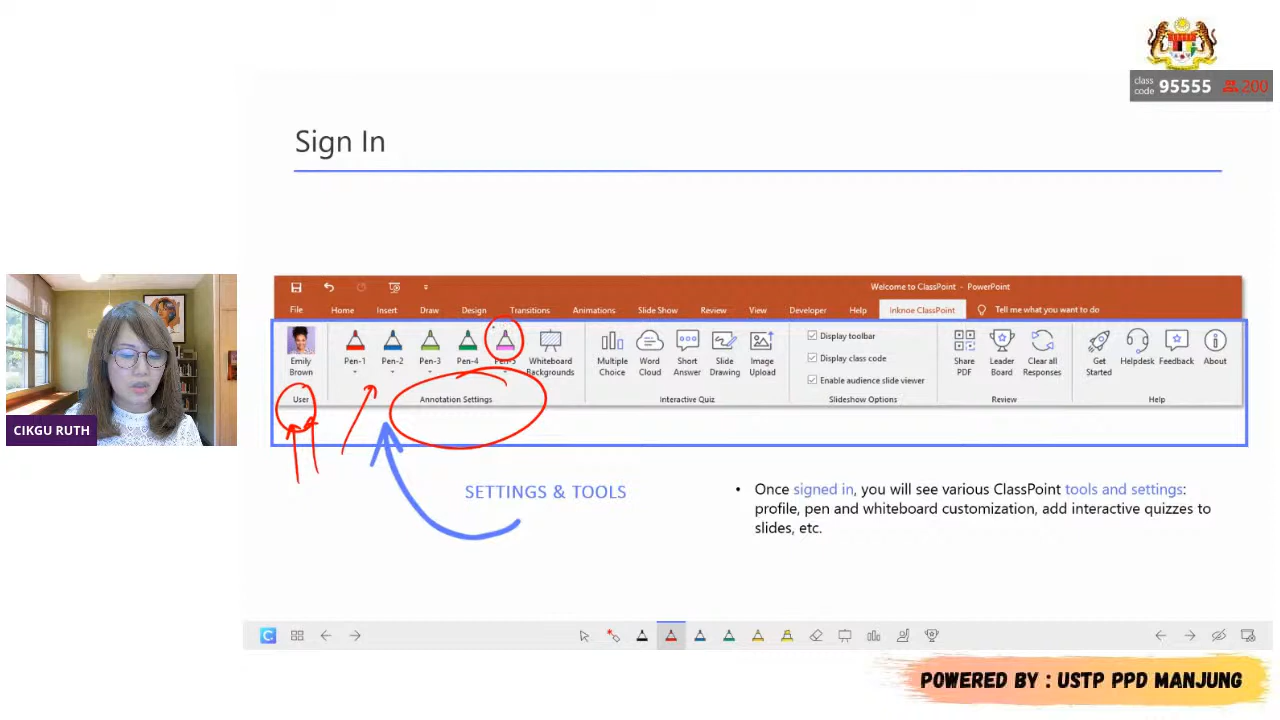 class code 95555 200
Sign In
Welcome to ClassPoint - PowerPoint
File Home Insert Draw Design Transitions Animations Slide Show Review View Developer Help Inknoe ClassPoint Tell me what you want to do
Emily Brown
Pen-1 Pen-2 Pen-3 Pen-4 Pen-5
Whiteboard Backgrounds
Multiple Choice
Word Cloud
Short Answer
Slide Drawing
Image Upload
Display toolbar
Display class code
Enable audience slide viewer
Share PDF
Leader Board
Clear all Responses
Get Started
Helpdesk
Feedback
About
User Annotation Settings Interactive Quiz Slideshow Options Review Help
CIKGU RUTH
SETTINGS & TOOLS
• Once signed in, you will see various ClassPoint tools and settings:
profile, pen and whiteboard customization, add interactive quizzes to
slides, etc.
POWERED BY : USTP PPD MANJUNG